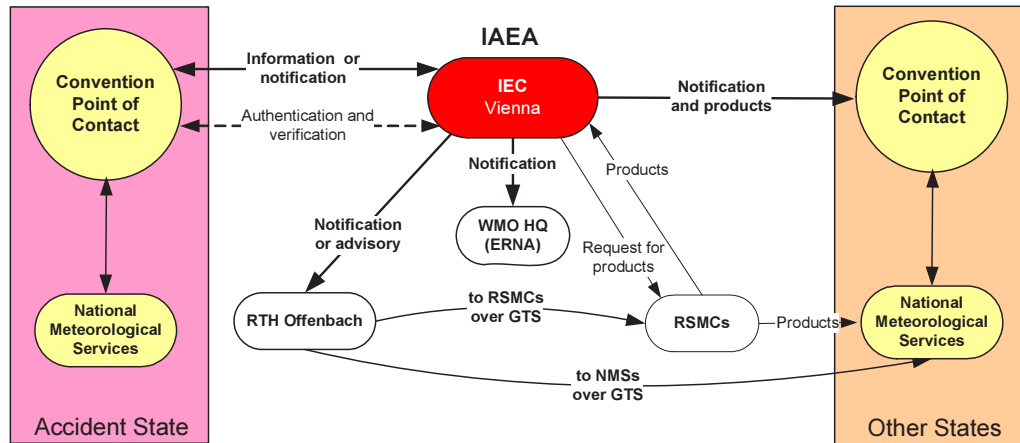 IAEA
Convention
Point of
Contact
Information or
notification
IEC
Vienna
Notification
and products
Convention
Point of
Contact
Authentication and
verification
Notification
Products
Notification
or advisory
WMO HQ
(ERNA)
Request for
products
National
Meteorological
Services
RTH Offenbach
to RSMCs
over GTS
RSMCs
Products
National
Meteorological
Services
to NMSs
over GTS
Accident State
Other States